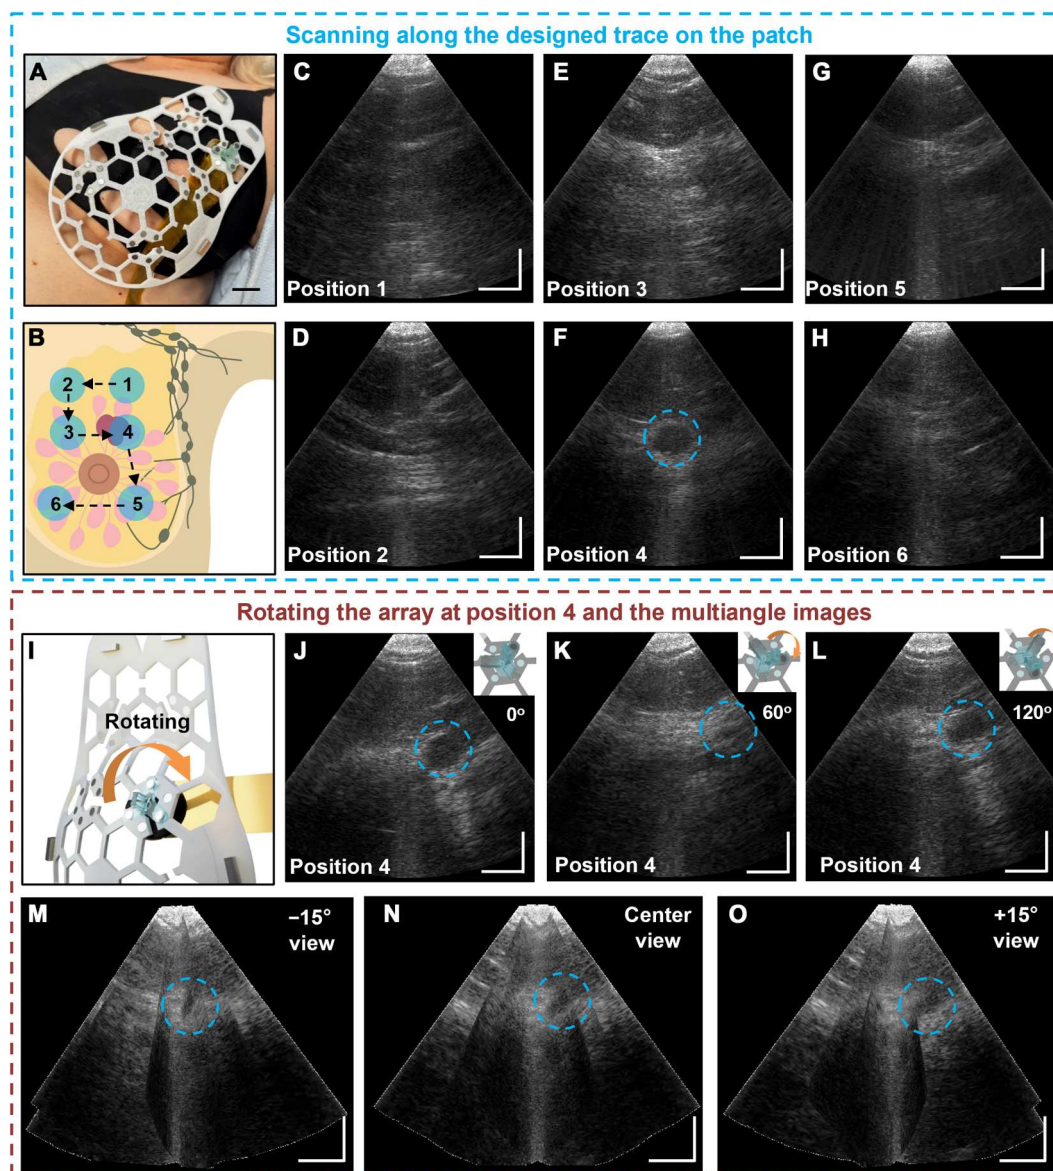 Scanning along the designed trace on the patch
A
C
E
G
Position 1
Position 3
Position 5
B
2
1
3
4
6
5
D
F
H
Position 2
Position 4
Position 6
Rotating the array at position 4 and the multiangle images
I
Rotating
J
0°
Position 4
K
60°
Position 4
L
120°
Position 4
M
–15°
view
N
Center
view
O
+15°
view